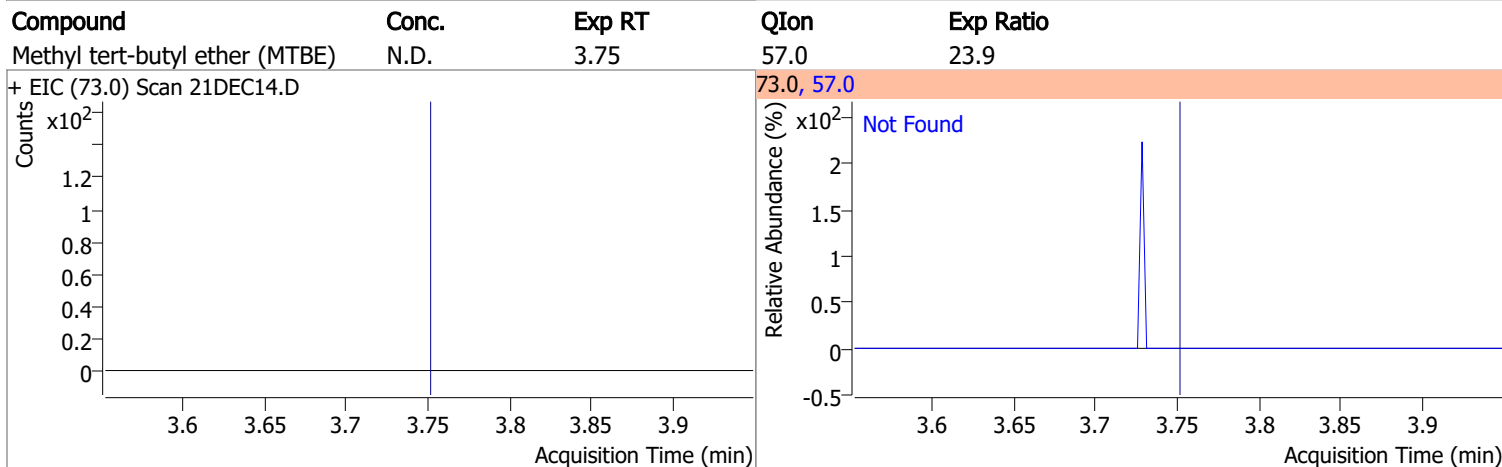 Compound Conc. Exp RT QIon Exp Ratio
Methyl tert-butyl ether (MTBE) N.D. 3.75 57.0 23.9
+ EIC (73.0) Scan 21DEC14.D
Counts
x10²
1.2
1
0.8
0.6
0.4
0.2
0
3.6 3.65 3.7 3.75 3.8 3.85 3.9
Acquisition Time (min)
73.0, 57.0
Relative Abundance (%)
x10²
Not Found
2
1.5
1
0.5
0
-0.5
3.6 3.65 3.7 3.75 3.8 3.85 3.9
Acquisition Time (min)